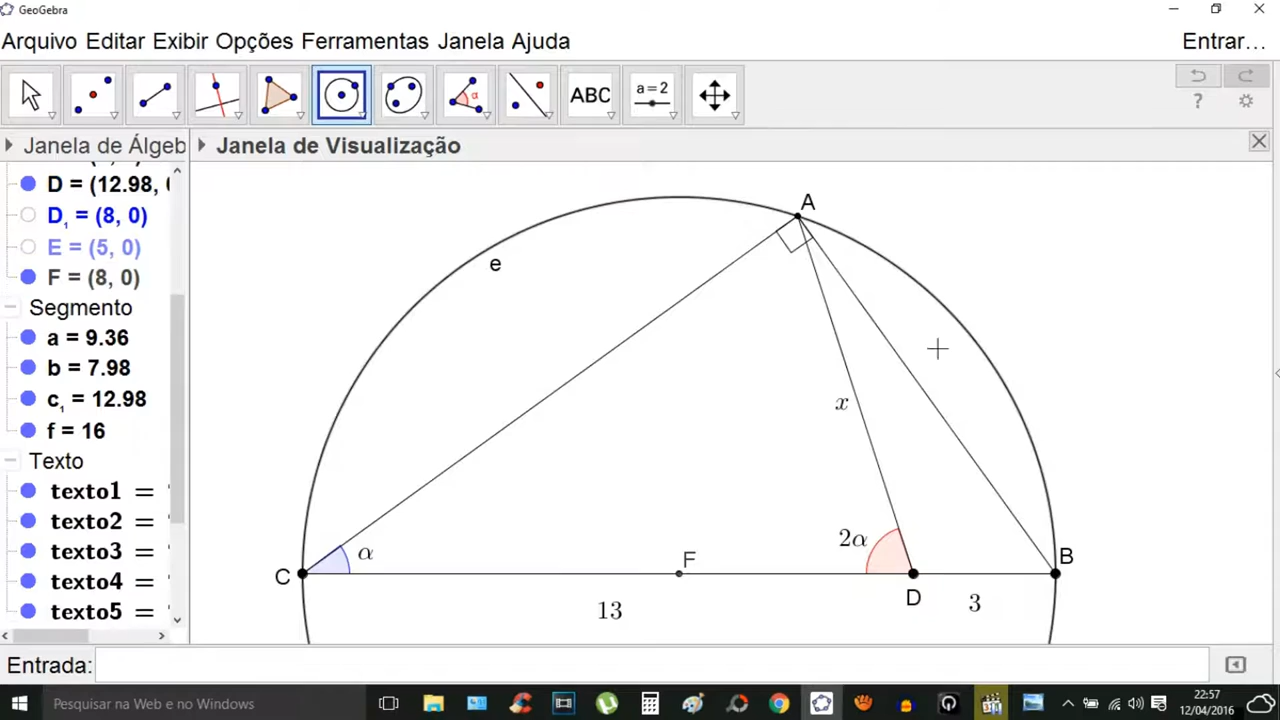 GeoGebra
Arquivo Editar Exibir Opções Ferramentas Janela Ajuda
Entrar...
ABC
a = 2
α
?
Janela de Álgeb
Janela de Visualização
D = (12.98,
D₁ = (8, 0)
E = (5, 0)
F = (8, 0)
Segmento
a = 9.36
b = 7.98
c₁ = 12.98
f = 16
Texto
texto1 =
texto2 =
texto3 =
texto4 =
texto5 =
A
e
x
2α
α
F
B
C
D
13
3
Entrada:
Pesquisar na Web e no Windows
22:57
12/04/2016